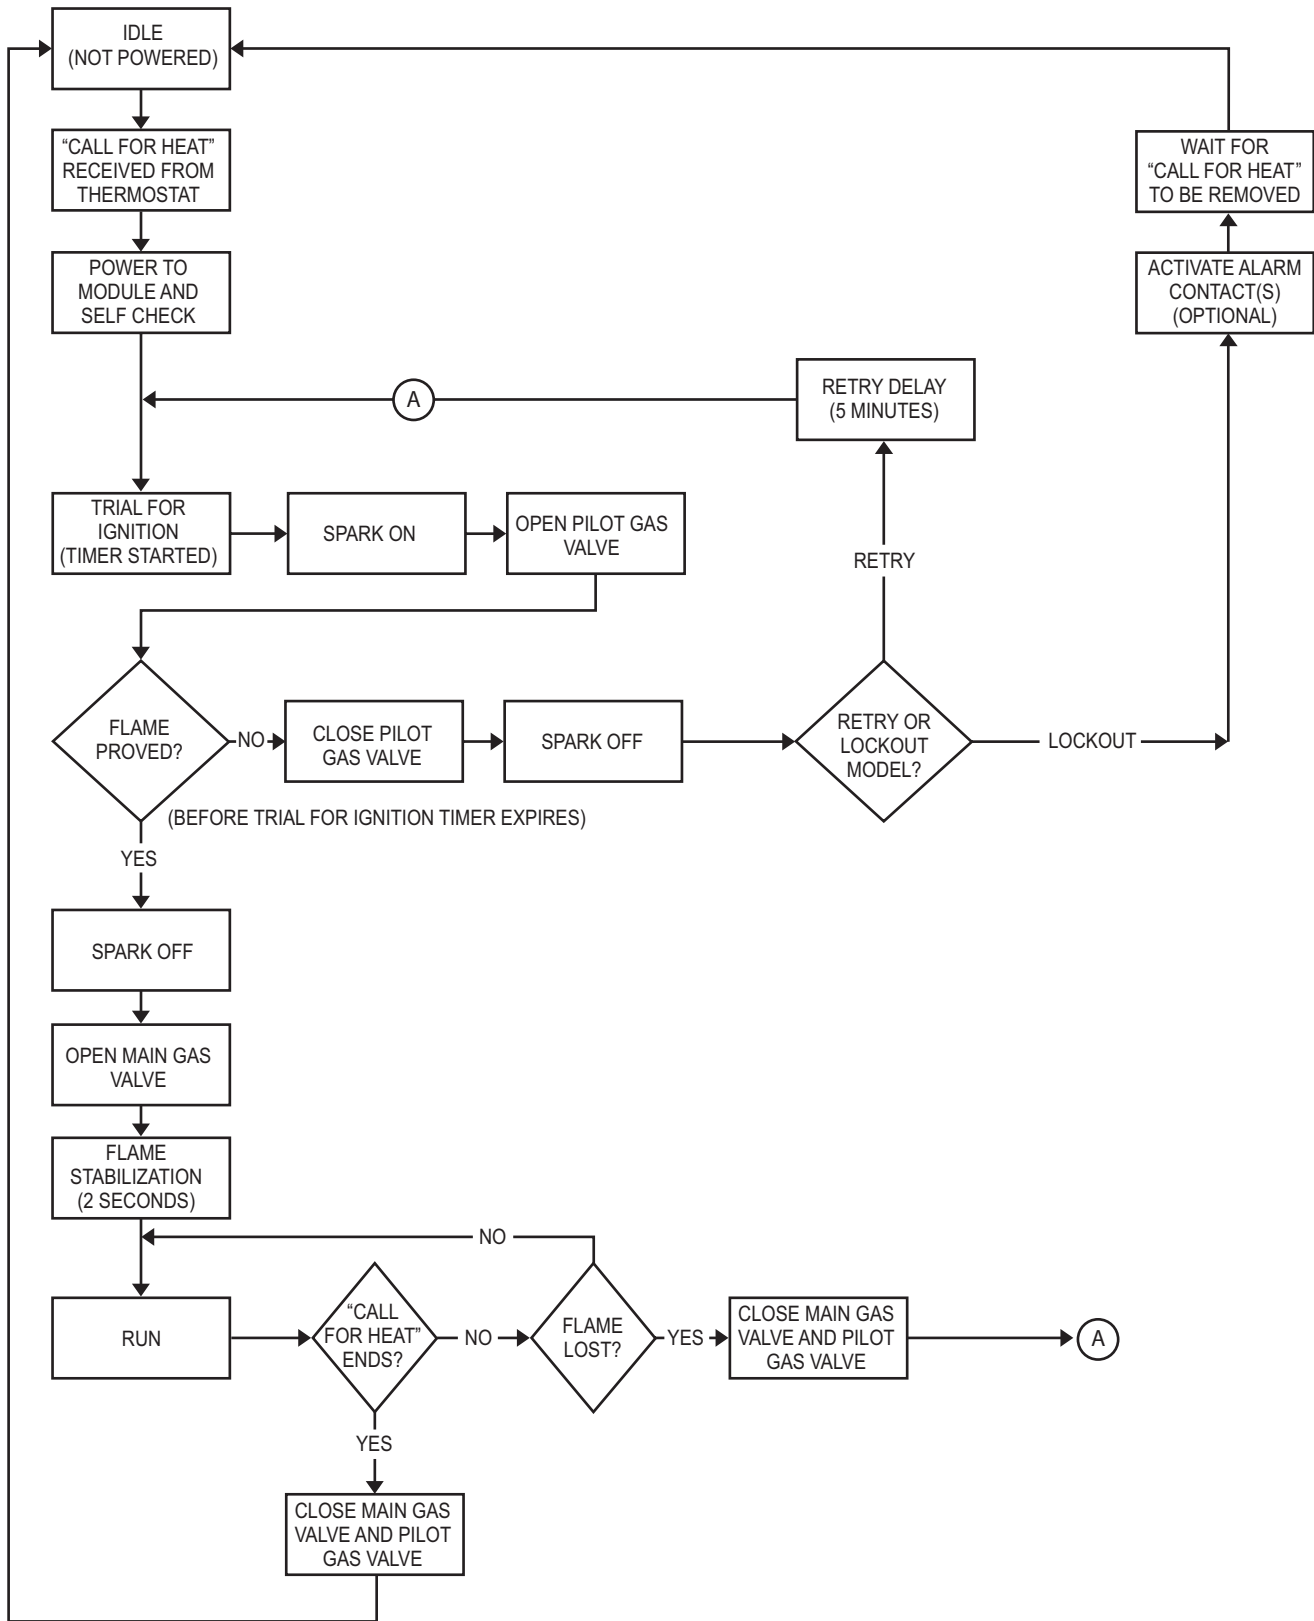 IDLE
(NOT POWERED)
“CALL FOR HEAT”
RECEIVED FROM
THERMOSTAT
WAIT FOR
“CALL FOR HEAT”
TO BE REMOVED
POWER TO
MODULE AND
SELF CHECK
ACTIVATE ALARM
CONTACT(S)
(OPTIONAL)
A
RETRY DELAY
(5 MINUTES)
TRIAL FOR
IGNITION
(TIMER STARTED)
SPARK ON
OPEN PILOT GAS
VALVE
RETRY
FLAME
PROVED?
NO
CLOSE PILOT
GAS VALVE
SPARK OFF
RETRY OR
LOCKOUT
MODEL?
LOCKOUT
(BEFORE TRIAL FOR IGNITION TIMER EXPIRES)
YES
SPARK OFF
OPEN MAIN GAS
VALVE
FLAME
STABILIZATION
(2 SECONDS)
NO
RUN
“CALL
FOR HEAT”
ENDS?
NO
FLAME
LOST?
YES
CLOSE MAIN GAS
VALVE AND PILOT
GAS VALVE
A
YES
CLOSE MAIN GAS
VALVE AND PILOT
GAS VALVE